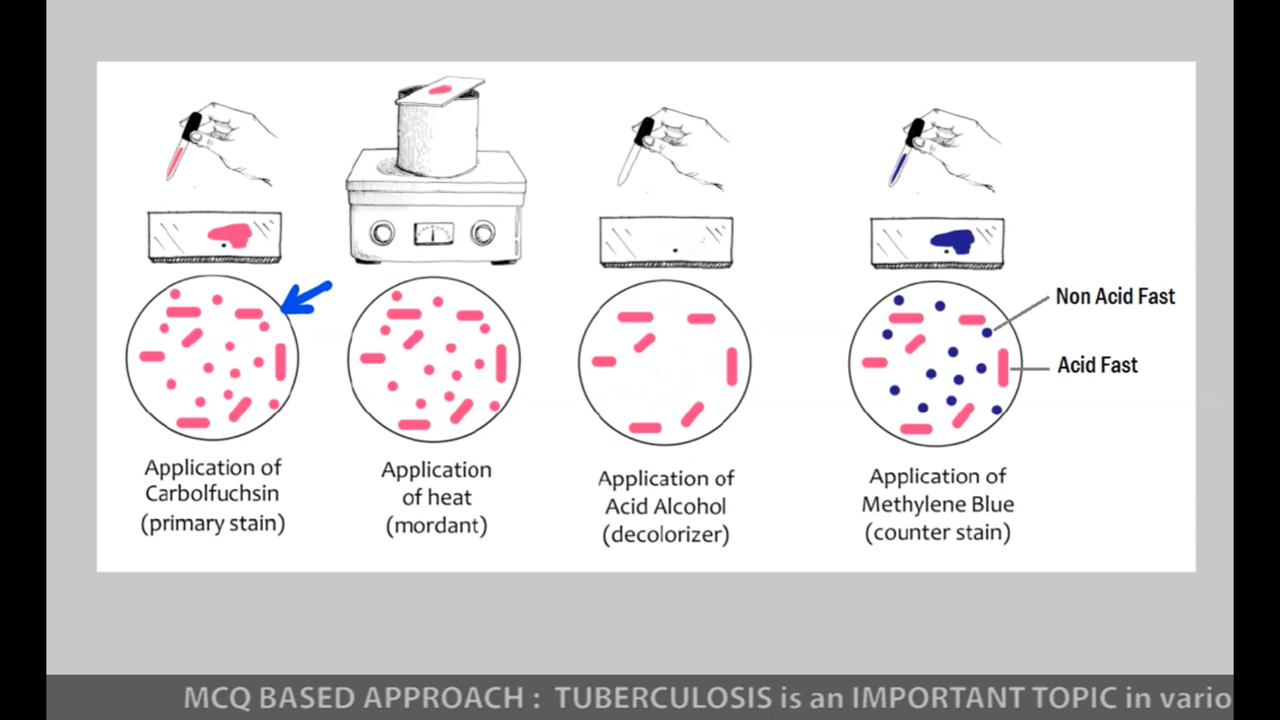 Non Acid Fast
Acid Fast
Application of
Carbolfuchsin
(primary stain)
Application
of heat
(mordant)
Application of
Acid Alcohol
(decolorizer)
Application of
Methylene Blue
(counter stain)
MCQ BASED APPROACH : TUBERCULOSIS is an IMPORTANT TOPIC in vario